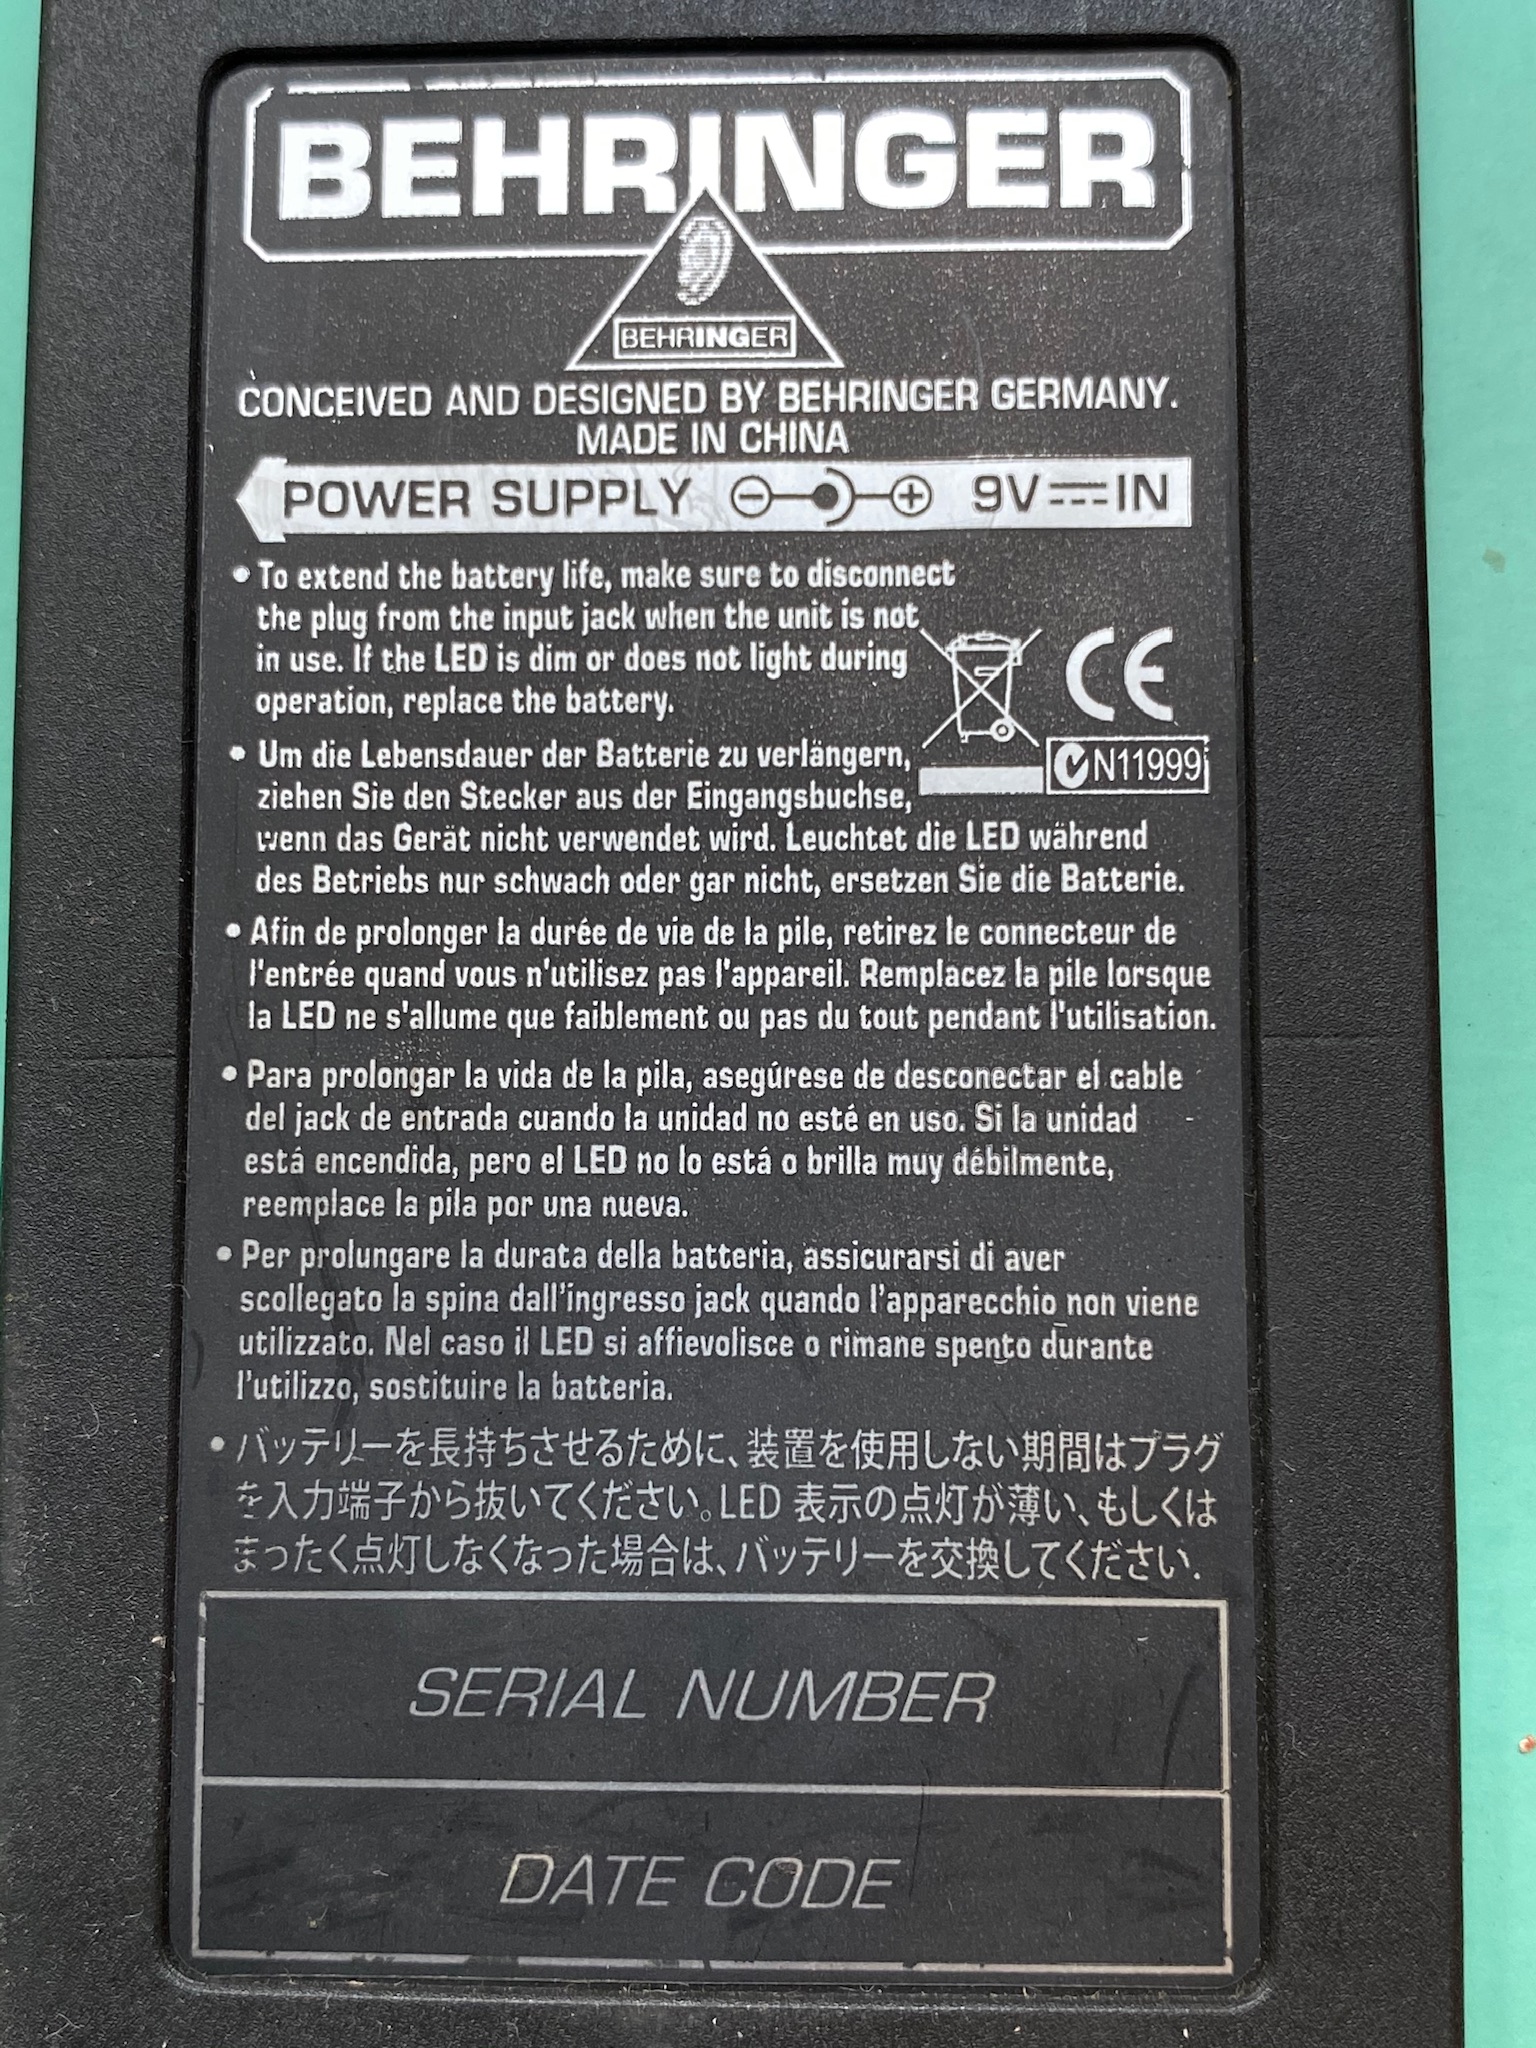 BEHRINGER
BEHRINGER
CONCEIVED AND DESIGNED BY BEHRINGER GERMANY.
MADE IN CHINA
POWER SUPPLY 9V IN
• To extend the battery life, make sure to disconnect
the plug from the input jack when the unit is not
in use. If the LED is dim or does not light during
operation, replace the battery.
CE
N11999
• Um die Lebensdauer der Batterie zu verlängern,
ziehen Sie den Stecker aus der Eingangsbuchse,
wenn das Gerät nicht verwendet wird. Leuchtet die LED während
des Betriebs nur schwach oder gar nicht, ersetzen Sie die Batterie.
• Afin de prolonger la durée de vie de la pile, retirez le connecteur de
l'entrée quand vous n'utilisez pas l'appareil. Remplacez la pile lorsque
la LED ne s'allume que faiblement ou pas du tout pendant l'utilisation.
• Para prolongar la vida de la pila, asegúrese de desconectar el cable
del jack de entrada cuando la unidad no esté en uso. Si la unidad
está encendida, pero el LED no lo está o brilla muy débilmente,
reemplace la pila por una nueva.
• Per prolungare la durata della batteria, assicurarsi di aver
scollegato la spina dall'ingresso jack quando l'apparecchio non viene
utilizzato. Nel caso il LED si affievolisce o rimane spento durante
l'utilizzo, sostituire la batteria.
• バッテリーを長持ちさせるために、装置を使用しない期間はプラグ
を入力端子から抜いてください。LED 表示の点灯が薄い、もしくは
まったく点灯しなくなった場合は、バッテリーを交換してください.
SERIAL NUMBER
DATE CODE